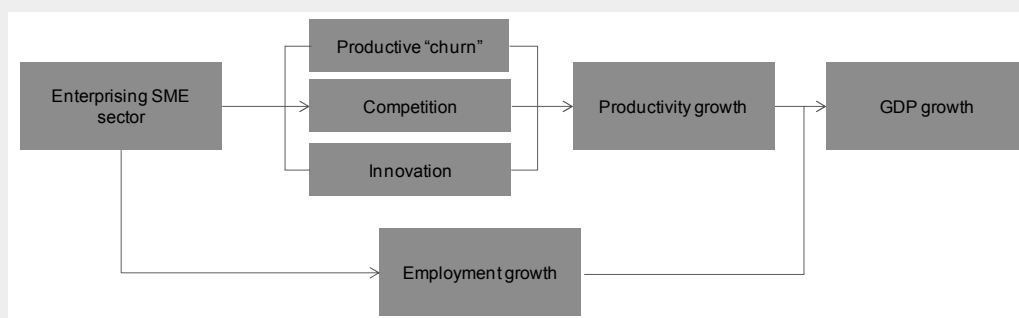 Productive “churn”
Enterprising SME
sector
Competition
Productivity growth
GDP growth
Innovation
Employment growth